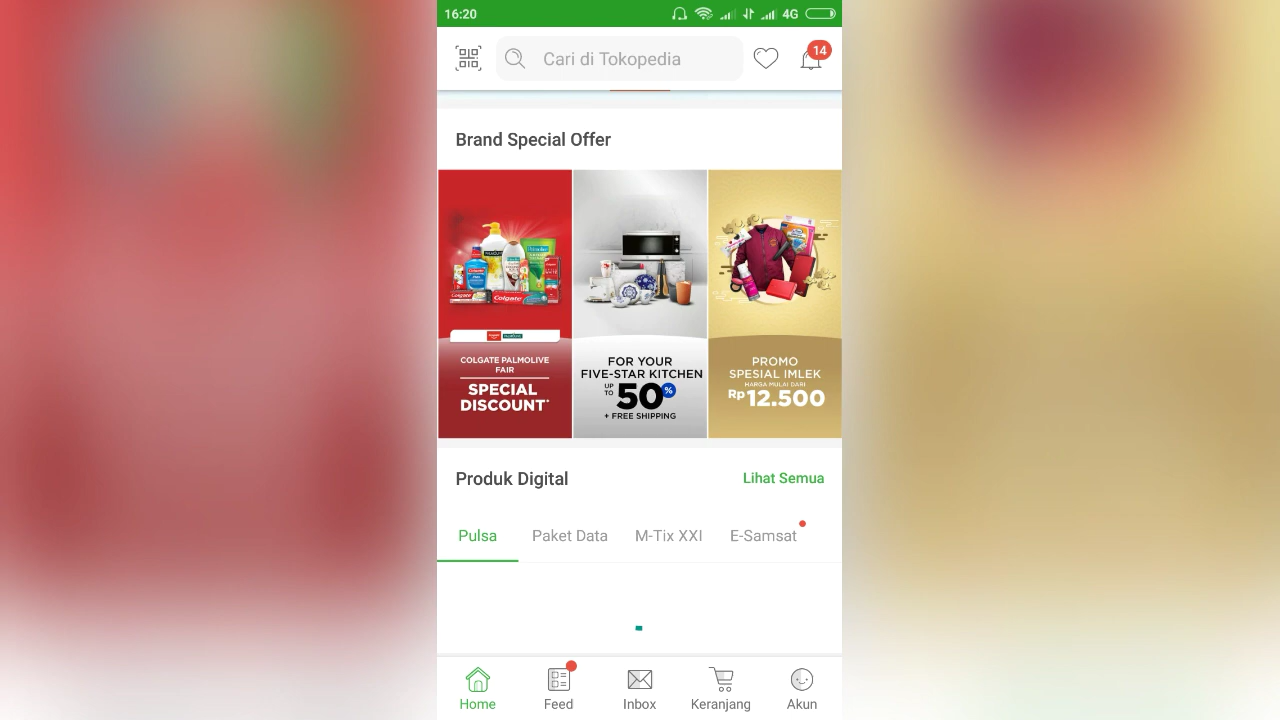 16:20
4G
Cari di Tokopedia
14
Brand Special Offer
Colgate
COLGATE PALMOLIVE
FAIR
SPECIAL
DISCOUNT*
FOR YOUR
FIVE-STAR KITCHEN
UP TO 50%
+ FREE SHIPPING
PROMO
SPESIAL IMLEK
HARGA MULAI DARI
Rp12.500
Produk Digital
Lihat Semua
Pulsa
Paket Data
M-Tix XXI
E-Samsat
Home
Feed
Inbox
Keranjang
Akun